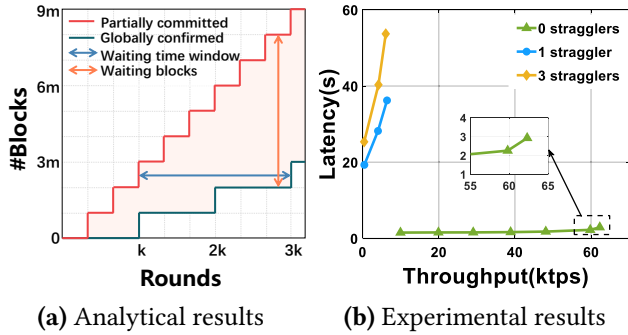 9m
6m
3m
0
#Blocks
Partially committed
Globally confirmed
Waiting time window
Waiting blocks
k
2k
3k
Rounds
(a) Analytical results
60
40
20
0
Latency(s)
0 stragglers
1 straggler
3 stragglers
4
3
2
1
55 60 65
0 20 40 60
Throughput(ktps)
(b) Experimental results